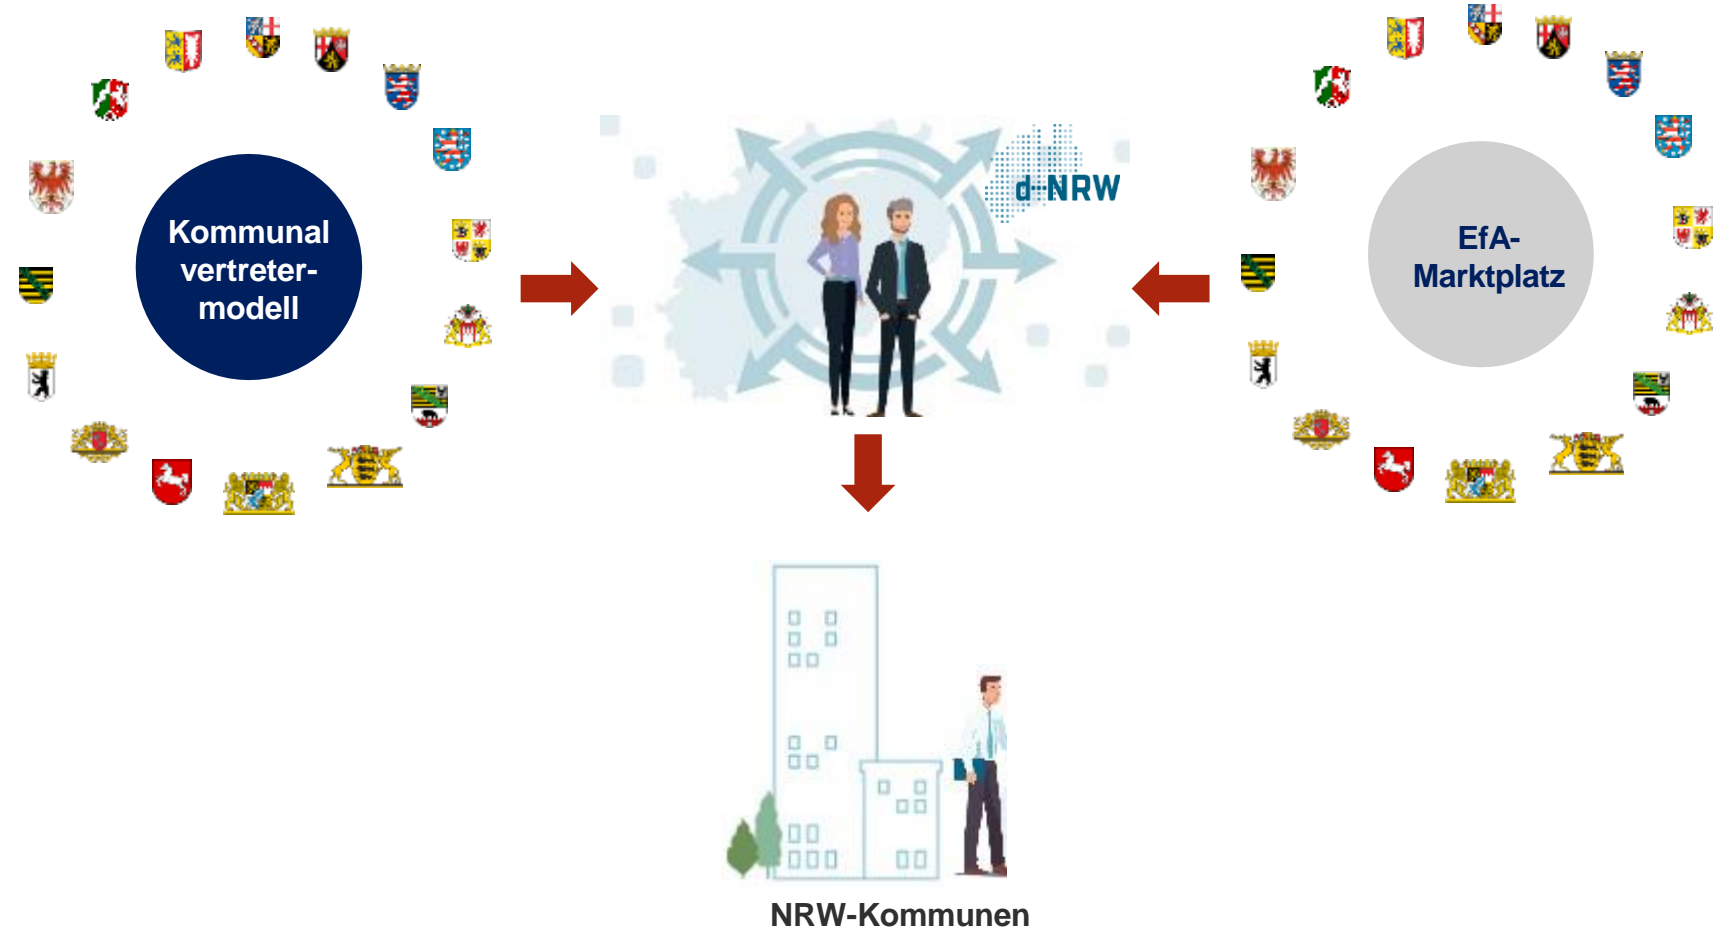 Kommunal
vertreter-
modell
d-NRW
EfA-
Marktplatz
NRW-Kommunen